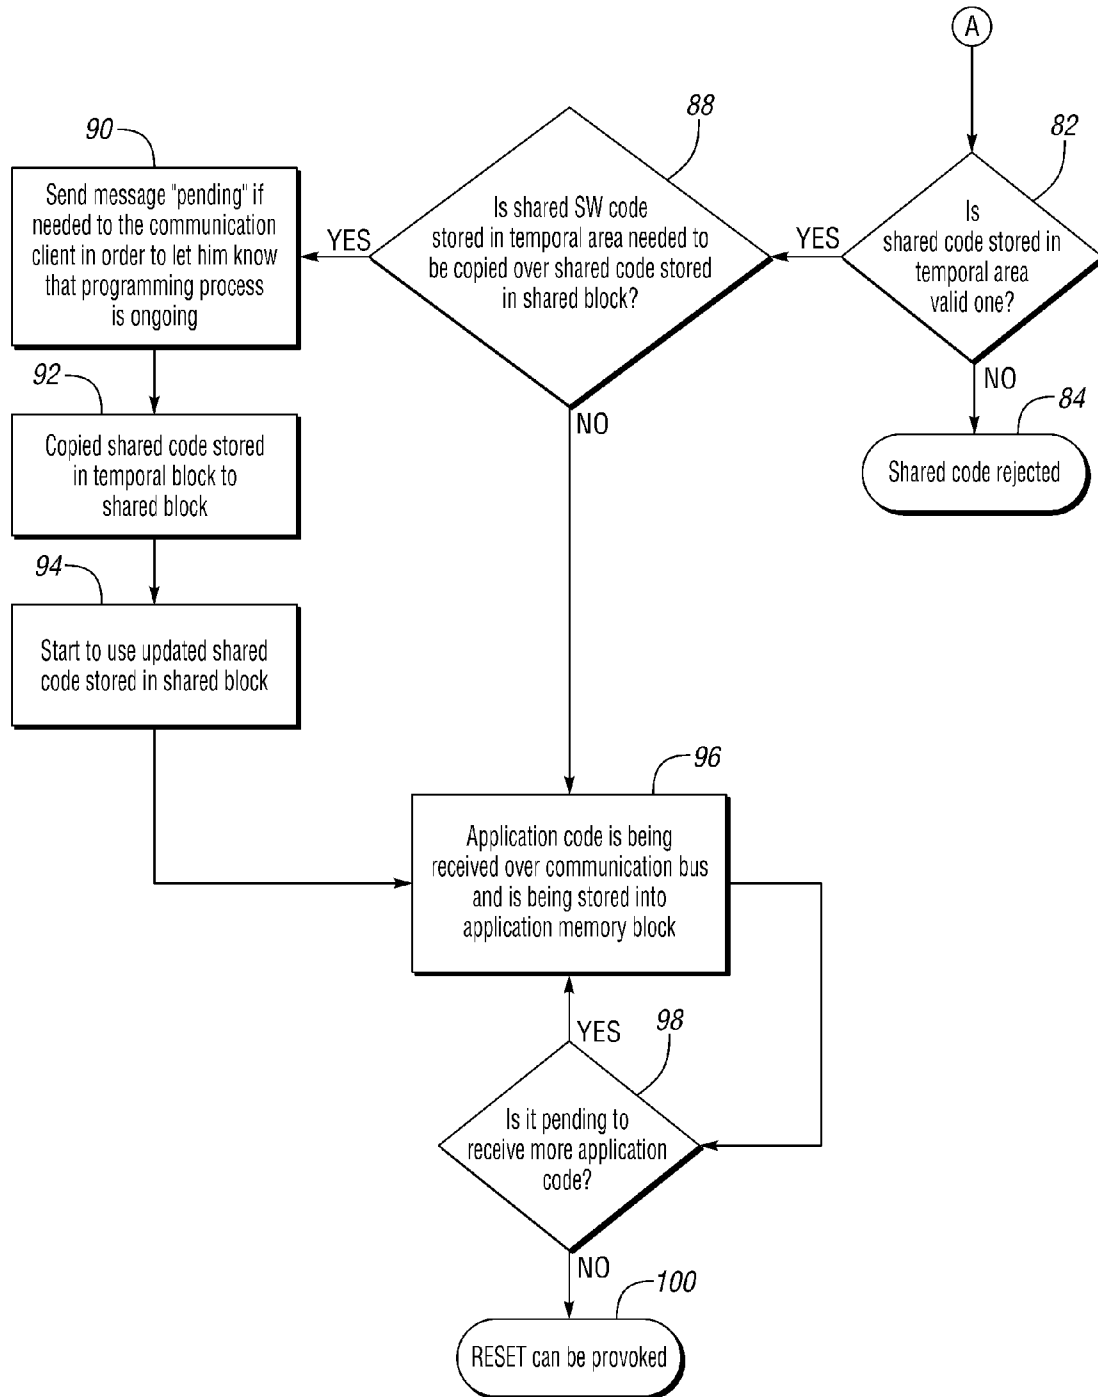 A
82
Is
shared code stored in
temporal area
valid one?
YES
NO
84
Shared code rejected
88
Is shared SW code
stored in temporal area needed to
be copied over shared code stored
in shared block?
YES
NO
90
Send message "pending" if
needed to the communication
client in order to let him know
that programming process
is ongoing
92
Copied shared code stored
in temporal block to
shared block
94
Start to use updated shared
code stored in shared block
96
Application code is being
received over communication bus
and is being stored into
application memory block
YES
98
Is it pending to
receive more application
code?
NO
100
RESET can be provoked